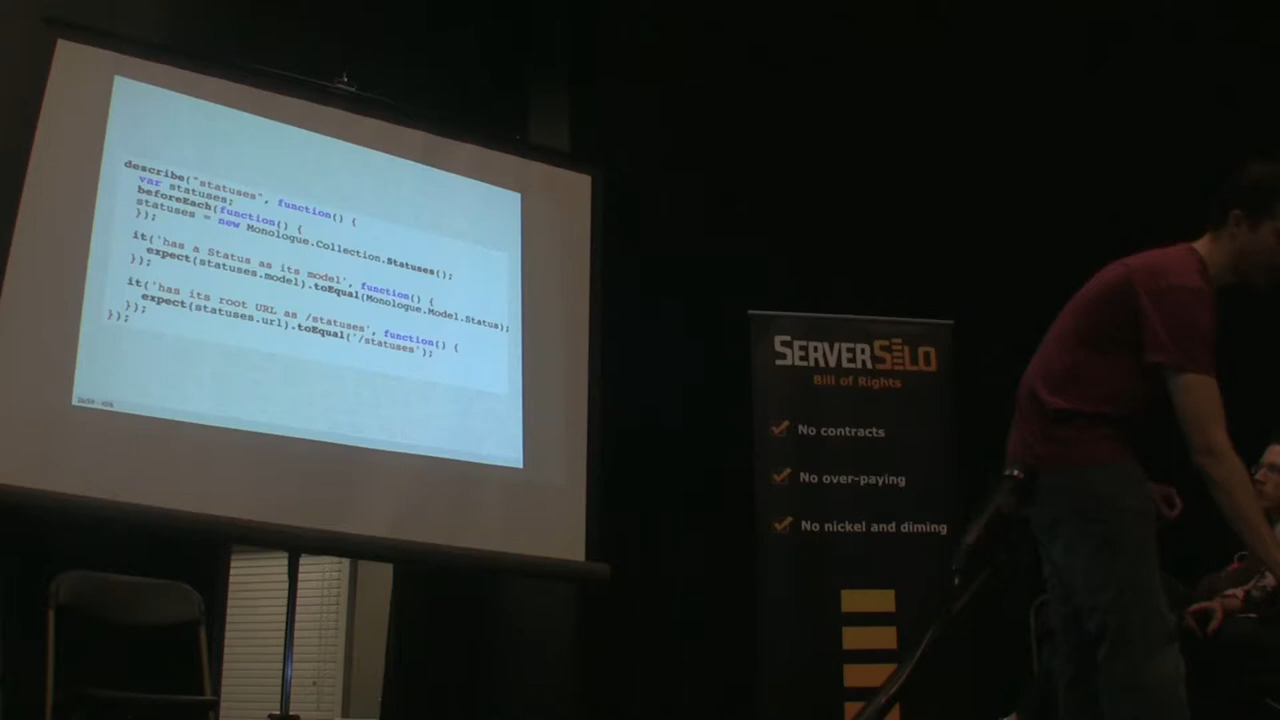 describe("statuses", function() {
var statuses;
beforeEach(function() {
statuses = new Monologue.Collection.Statuses();
});
it('has a Status as its model', function() {
expect(statuses.model).toEqual(Monologue.Model.Status);
});
it('has its root URL as /statuses', function() {
expect(statuses.url).toEqual('/statuses');
});
});
SERVERSILO
Bill of Rights
No contracts
No over-paying
No nickel and diming